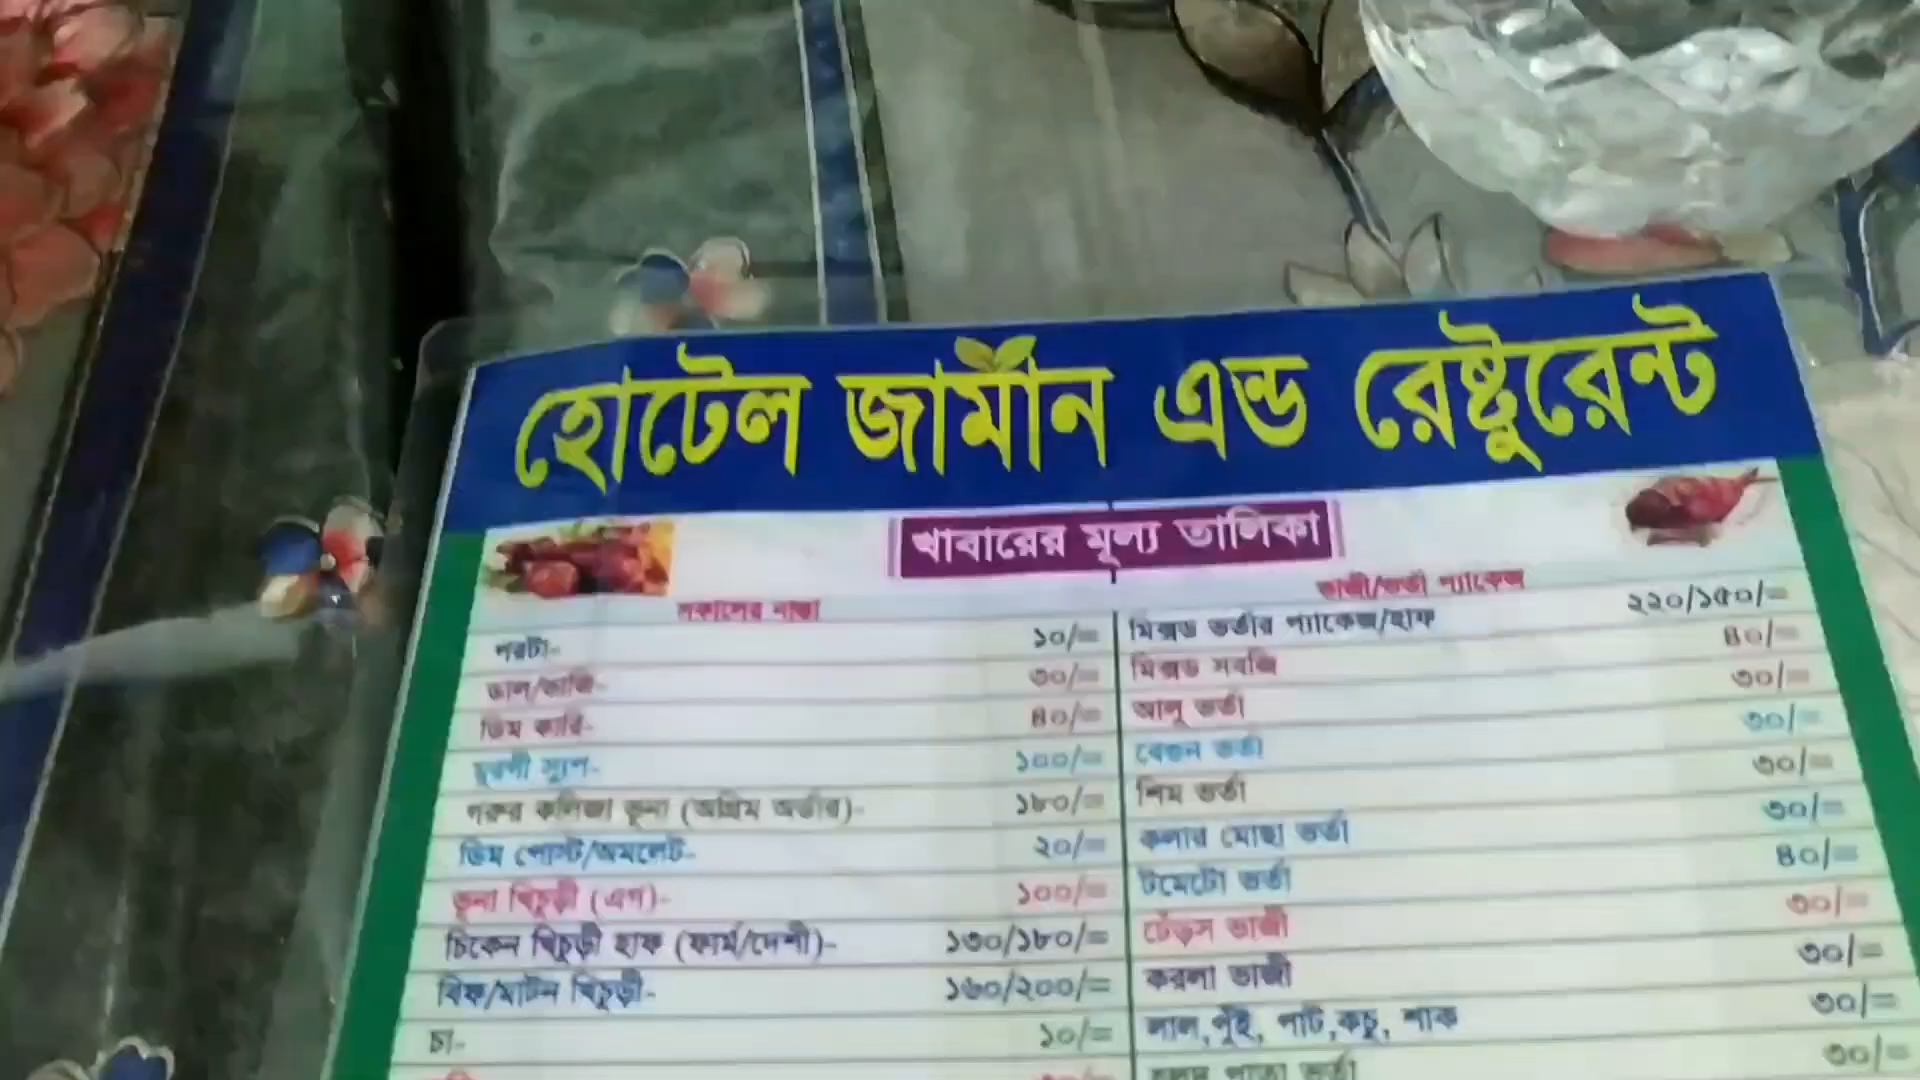 হোটেল জার্মান এন্ড রেষ্টুরেন্ট
খাবারের মূল্য তালিকা
সকালের নাস্তা
পরটা- ১০/=
ডাল/ভাজি- ৩০/=
ডিম কারি- ৪০/=
মুরগী স্যুপ- ১০০/=
গরুর কলিজা ভূনা (অগ্রিম অর্ডার)- ১৮০/=
ডিম পোস্ট/অমলেট- ২০/=
ভূনা খিচুড়ী (এগ)- ১০০/=
চিকেন খিচুড়ী হাফ (ফার্ম/দেশী)- ১৩০/১৮০/=
বিফ/মাটন খিচুড়ী- ১৬০/২০০/=
চা- ১০/=
ভাজী/ভর্তা প্যাকেজ
মিক্সড ভর্তার প্যাকেজ/হাফ ২২০/১৫০/=
মিক্সড সবজি ৪০/=
আলু ভর্তা ৩০/=
বেগুন ভর্তা ৩০/=
শিম ভর্তা ৩০/=
কলার মোছা ভর্তা ৩০/=
টমেটো ভর্তা ৪০/=
ঢেঁড়স ভাজী ৩০/=
করলা ভাজী ৩০/=
লাল,পুঁই, পাট,কচু, শাক ৩০/=
পাতা ভর্তা ৩০/=